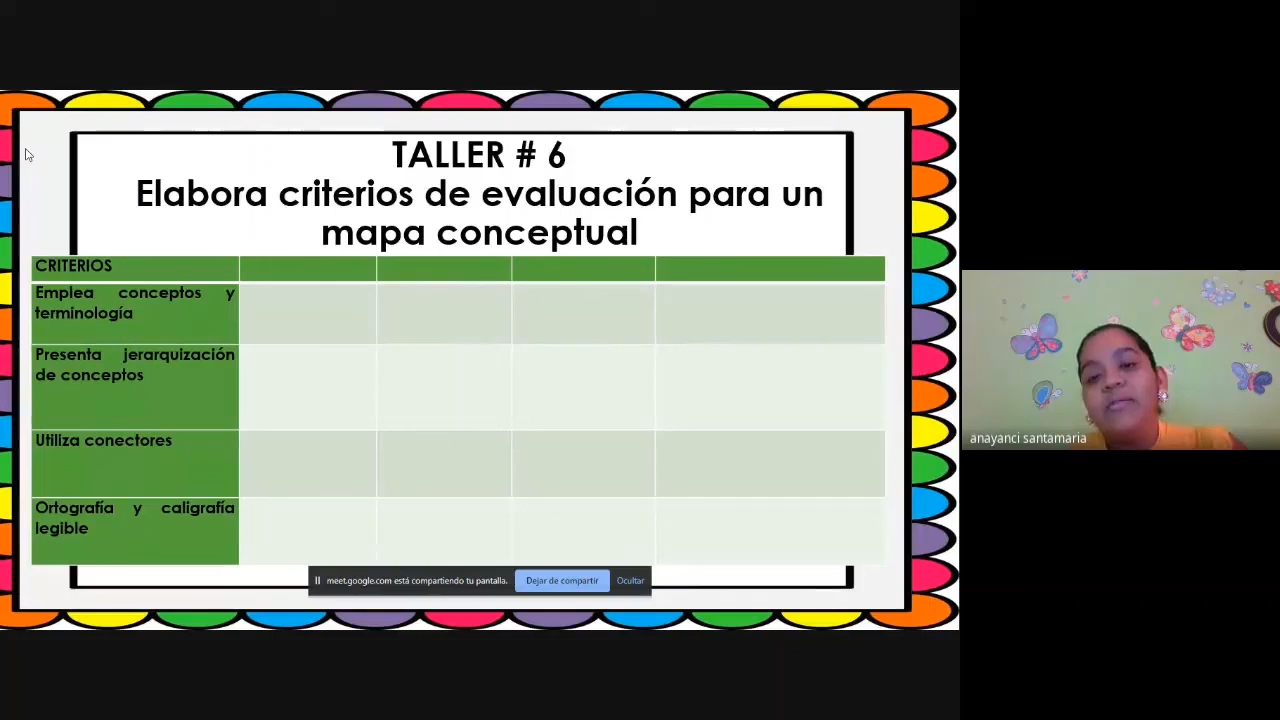 TALLER # 6
Elabora criterios de evaluación para un
mapa conceptual
CRITERIOS
Emplea conceptos y
terminología
Presenta jerarquización
de conceptos
Utiliza conectores
Ortografía y caligrafía
legible
meet.google.com está compartiendo tu pantalla.
Dejar de compartir
Ocultar
anayanci santamaria